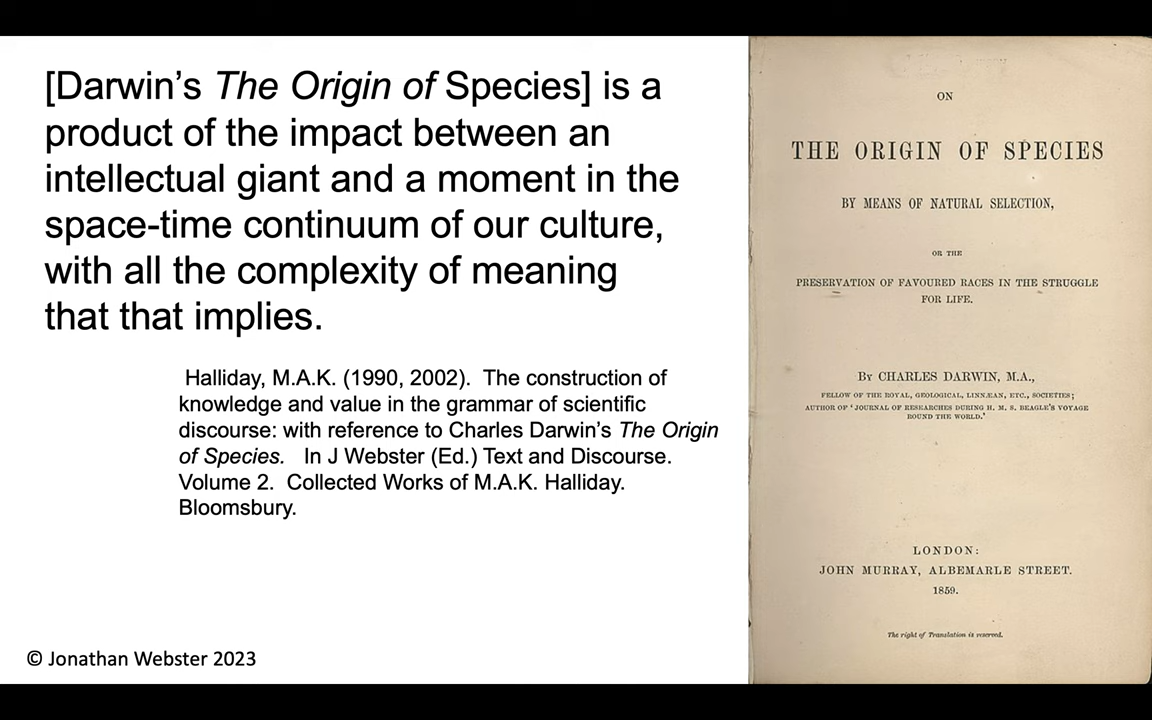 [Darwin's The Origin of Species] is a
product of the impact between an
intellectual giant and a moment in the
space-time continuum of our culture,
with all the complexity of meaning
that that implies.
Halliday, M.A.K. (1990, 2002). The construction of
knowledge and value in the grammar of scientific
discourse: with reference to Charles Darwin's The Origin
of Species. In J Webster (Ed.) Text and Discourse.
Volume 2. Collected Works of M.A.K. Halliday.
Bloomsbury.
© Jonathan Webster 2023
ON
THE ORIGIN OF SPECIES
BY MEANS OF NATURAL SELECTION,
OR THE
PRESERVATION OF FAVOURED RACES IN THE STRUGGLE
FOR LIFE.
BY CHARLES DARWIN, M.A.,
FELLOW OF THE ROYAL, GEOLOGICAL, LINNÆAN, ETC., SOCIETIES;
AUTHOR OF 'JOURNAL OF RESEARCHES DURING H. M. S. BEAGLE'S VOYAGE
ROUND THE WORLD.'
LONDON:
JOHN MURRAY, ALBEMARLE STREET.
1859.
The right of Translation is reserved.